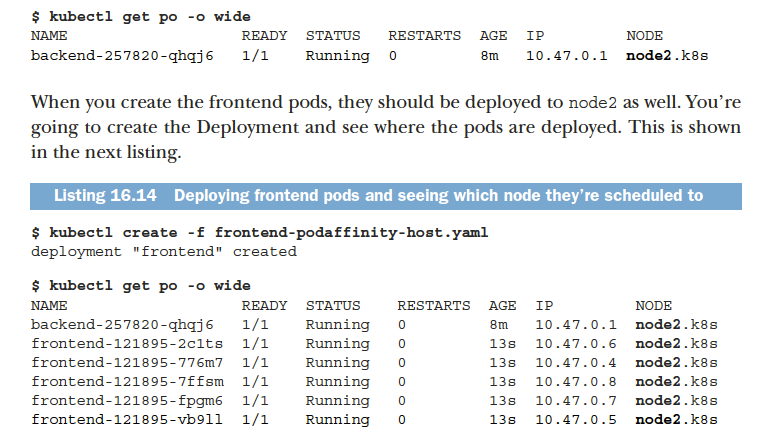 $ kubectl get po -o wide
NAME READY STATUS RESTARTS AGE IP NODE
backend-257820-qhqj6 1/1 Running 0 8m 10.47.0.1 node2.k8s
When you create the frontend pods, they should be deployed to node2 as well. You're
going to create the Deployment and see where the pods are deployed. This is shown
in the next listing.
Listing 16.14 Deploying frontend pods and seeing which node they're scheduled to
$ kubectl create -f frontend-podaffinity-host.yaml
deployment "frontend" created
$ kubectl get po -o wide
NAME READY STATUS RESTARTS AGE IP NODE
backend-257820-qhqj6 1/1 Running 0 8m 10.47.0.1 node2.k8s
frontend-121895-2c1ts 1/1 Running 0 13s 10.47.0.6 node2.k8s
frontend-121895-776m7 1/1 Running 0 13s 10.47.0.4 node2.k8s
frontend-121895-7ffsm 1/1 Running 0 13s 10.47.0.8 node2.k8s
frontend-121895-fpgm6 1/1 Running 0 13s 10.47.0.7 node2.k8s
frontend-121895-vb9ll 1/1 Running 0 13s 10.47.0.5 node2.k8s